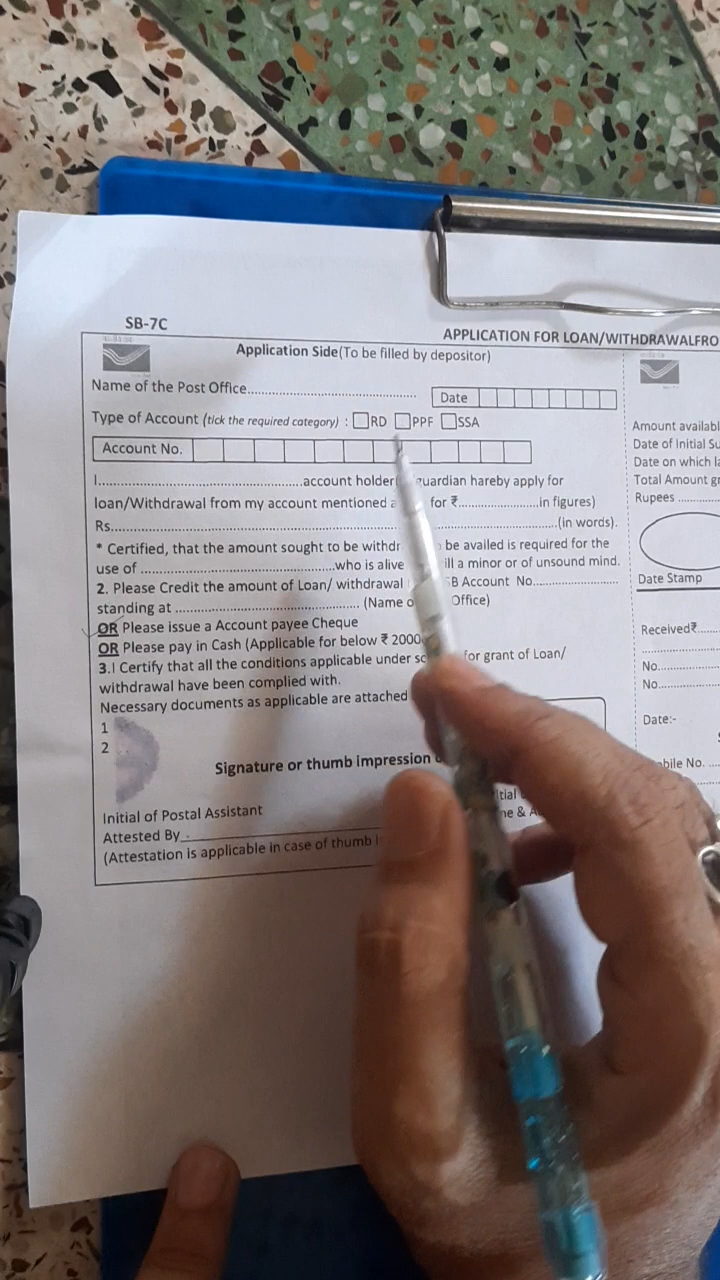 SB-7C
APPLICATION FOR LOAN/WITHDRAWALFRO
Application Side(To be filled by depositor)
Name of the Post Office....................................................
Date
Type of Account (tick the required category) : RD PPF SSA
Account No.
I...............................................account holder( guardian hareby apply for
loan/Withdrawal from my account mentioned for ₹........................in figures)
Rs....................................................................................................(in words).
* Certified, that the amount sought to be withdr be availed is required for the
use of ..............................................who is alive ill a minor or of unsound mind.
2. Please Credit the amount of Loan/ withdrawal B Account No.........................
standing at ........................................... (Name o Office)
OR Please issue a Account payee Cheque
OR Please pay in Cash (Applicable for below ₹ 2000
3.I Certify that all the conditions applicable under sc for grant of Loan/
withdrawal have been complied with.
Necessary documents as applicable are attached
1
2
Signature or thumb impression
Initial of Postal Assistant
Attested By
(Attestation is applicable in case of thumb i
tial
ne & A
Amount availabl
Date of Initial Su
Date on which la
Total Amount gr
Rupees ............
Date Stamp
Received₹......
No................
No................
Date:-
bile No. ....